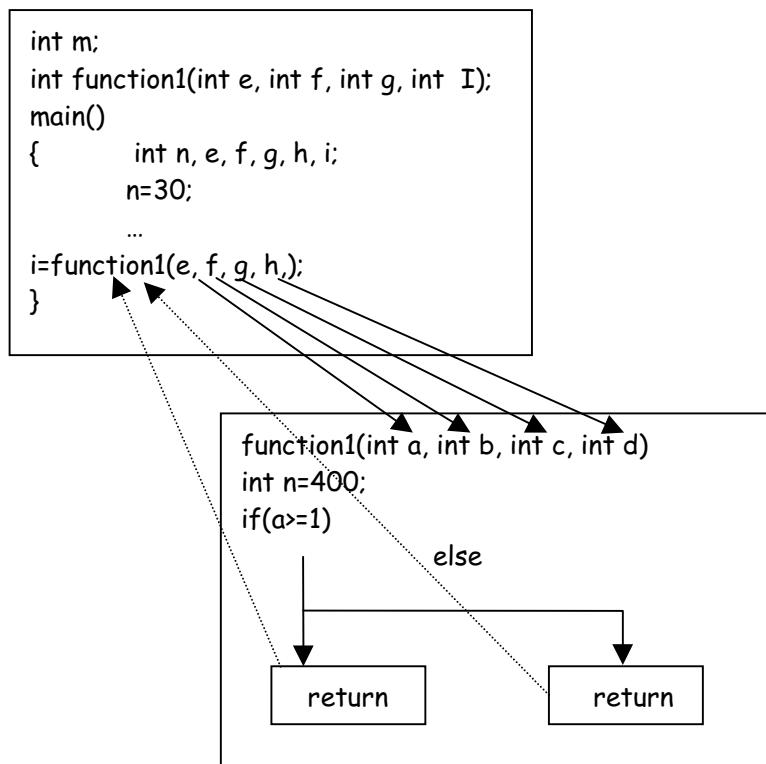 int m;
int function1(int e, int f, int g, int I);
main()
{ int n, e, f, g, h, i;
n=30;
...
i=function1(e, f, g, h,);
}
function1(int a, int b, int c, int d)
int n=400;
if(a>=1)
else
return
return